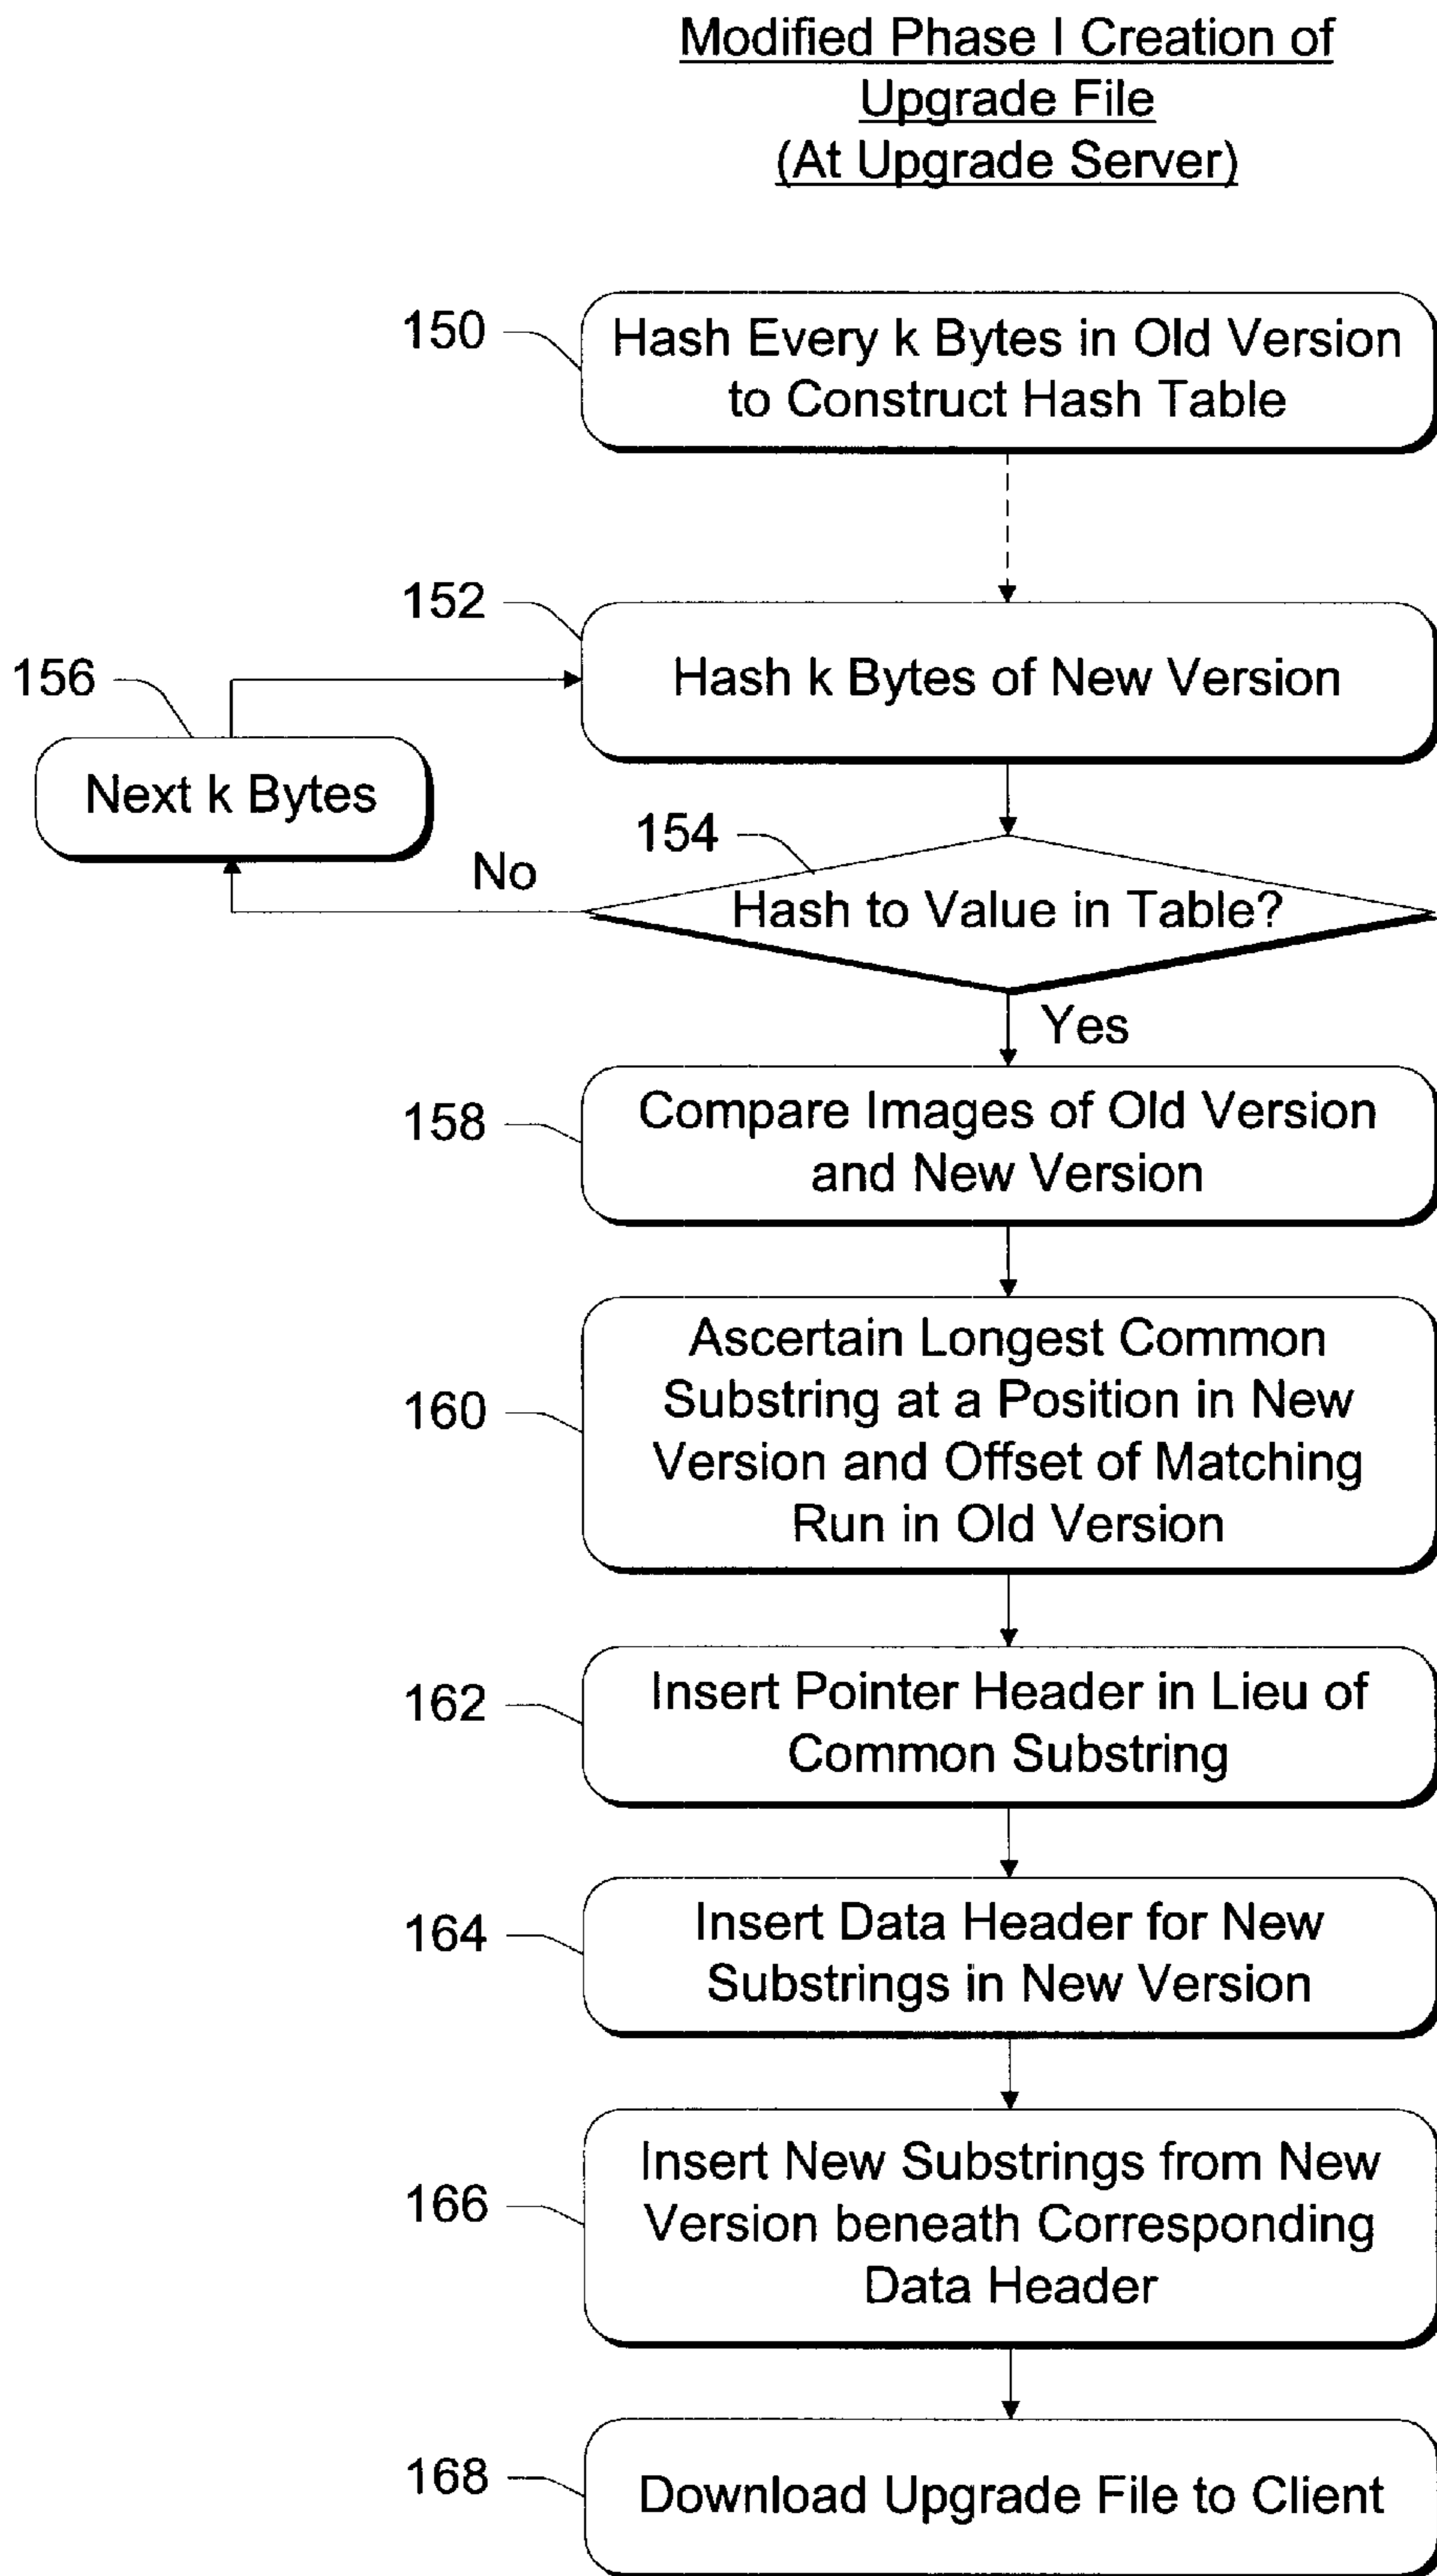 Modified Phase I Creation of
Upgrade File
(At Upgrade Server)
150
Hash Every k Bytes in Old Version
to Construct Hash Table
152
Hash k Bytes of New Version
156
Next k Bytes
154
No
Hash to Value in Table?
Yes
158
Compare Images of Old Version
and New Version
160
Ascertain Longest Common
Substring at a Position in New
Version and Offset of Matching
Run in Old Version
162
Insert Pointer Header in Lieu of
Common Substring
164
Insert Data Header for New
Substrings in New Version
166
Insert New Substrings from New
Version beneath Corresponding
Data Header
168
Download Upgrade File to Client